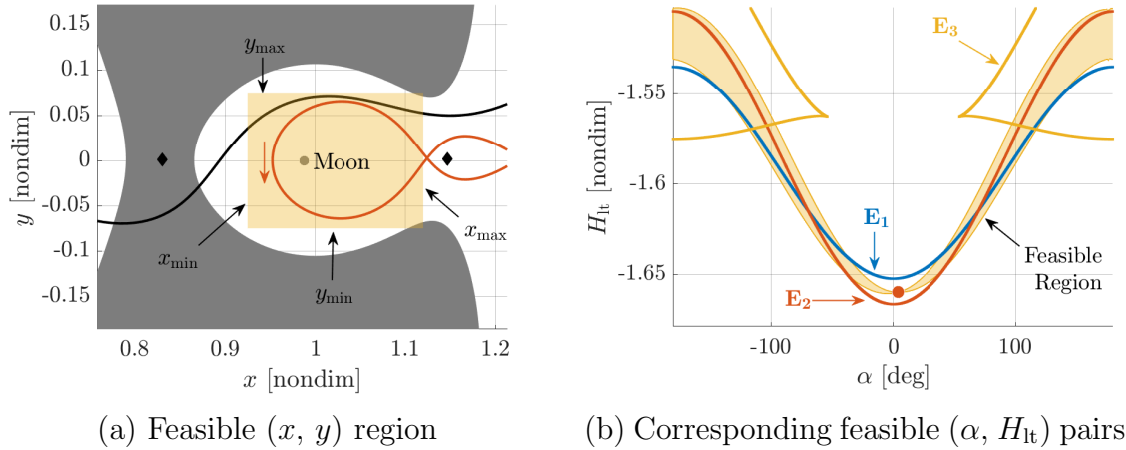 0.15
0.1
0.05
0
-0.05
-0.1
-0.15
y [nondim]
y_max
Moon
x_min
x_max
y_min
0.8
0.9
1
1.1
1.2
x [nondim]
(a) Feasible (x, y) region
-1.55
-1.6
-1.65
H_lt [nondim]
E_3
E_1
E_2
Feasible
Region
-100
0
100
α [deg]
(b) Corresponding feasible (α, H_lt) pairs